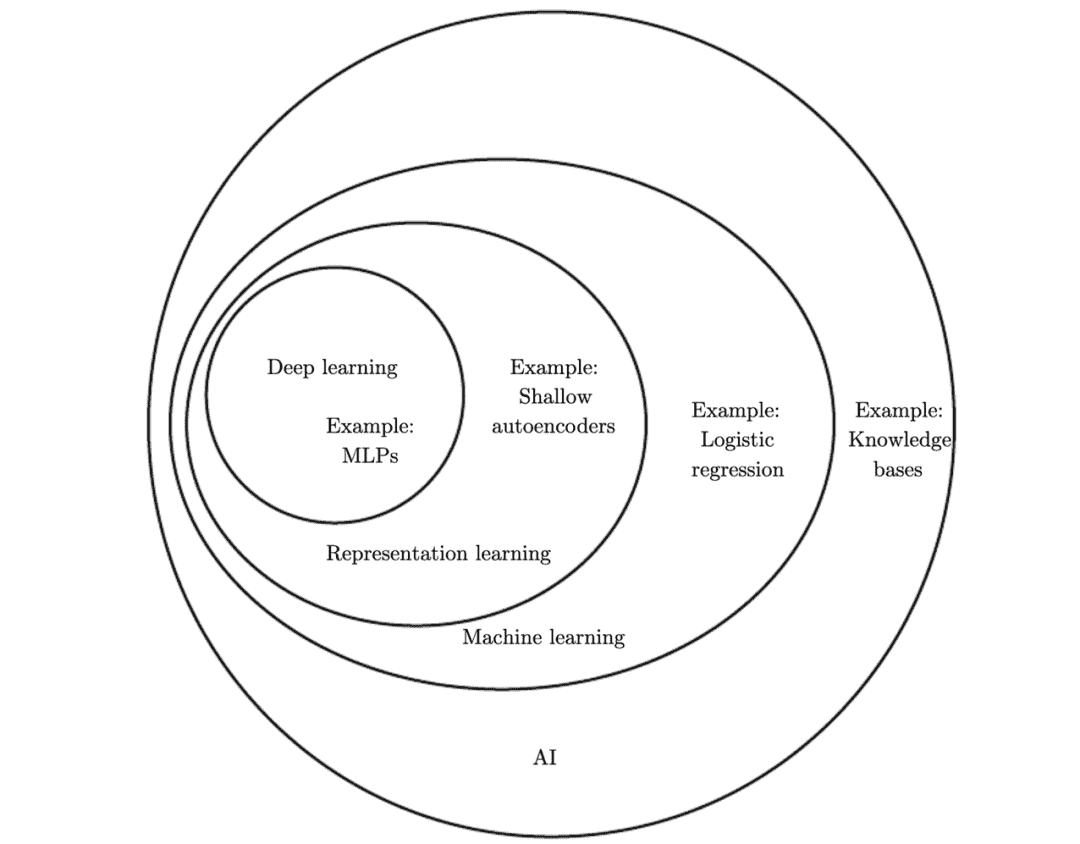 Deep learning
Example:
MLPs
Example:
Shallow
autoencoders
Example:
Logistic
regression
Example:
Knowledge
bases
Representation learning
Machine learning
AI